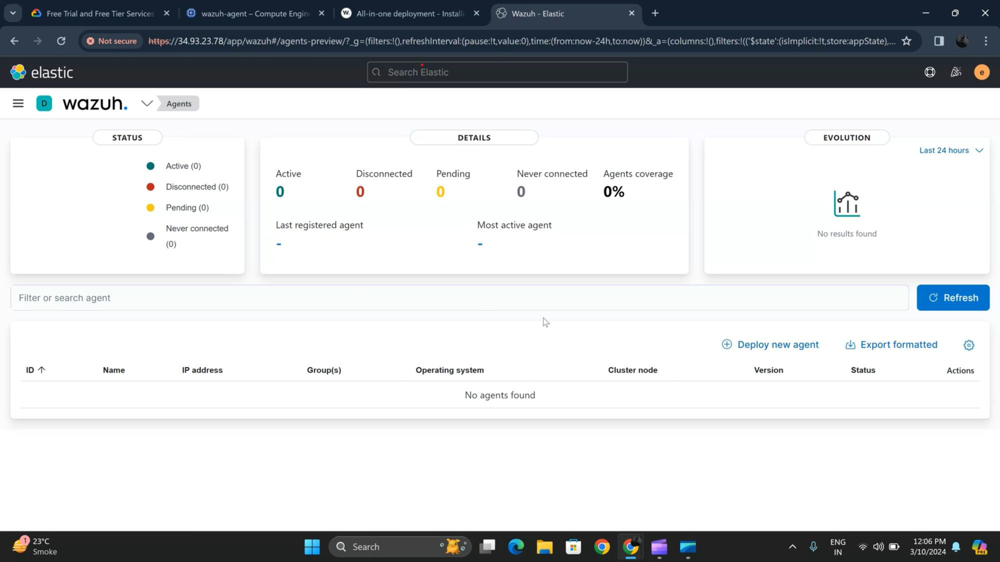 Free Trial and Free Tier Services
wazuh-agent – Compute Engin
W.
All-in-one deployment - Installi
Wazuh - Elastic
Not secure
https://34.93.23.78/app/wazuh#/agents-preview/?_g=(filters:!(),refreshInterval:(pause:!t,value:0),time:(from:now-24h,to:now))&_a=(columns:!(),filters:!(('$state':(isImplicit:!t,store:appState),...
elastic
Search Elastic
e
D
wazuh.
Agents
STATUS
Active (0)
Disconnected (0)
Pending (0)
Never connected
(0)
DETAILS
Active
Disconnected
Pending
Never connected
Agents coverage
0
0
0
0
0%
Last registered agent
Most active agent
-
-
EVOLUTION
Last 24 hours
No results found
Filter or search agent
Refresh
Deploy new agent
Export formatted
ID
Name
IP address
Group(s)
Operating system
Cluster node
Version
Status
Actions
No agents found
1
23°C
Smoke
Search
ENG
IN
12:06 PM
3/10/2024
PRE